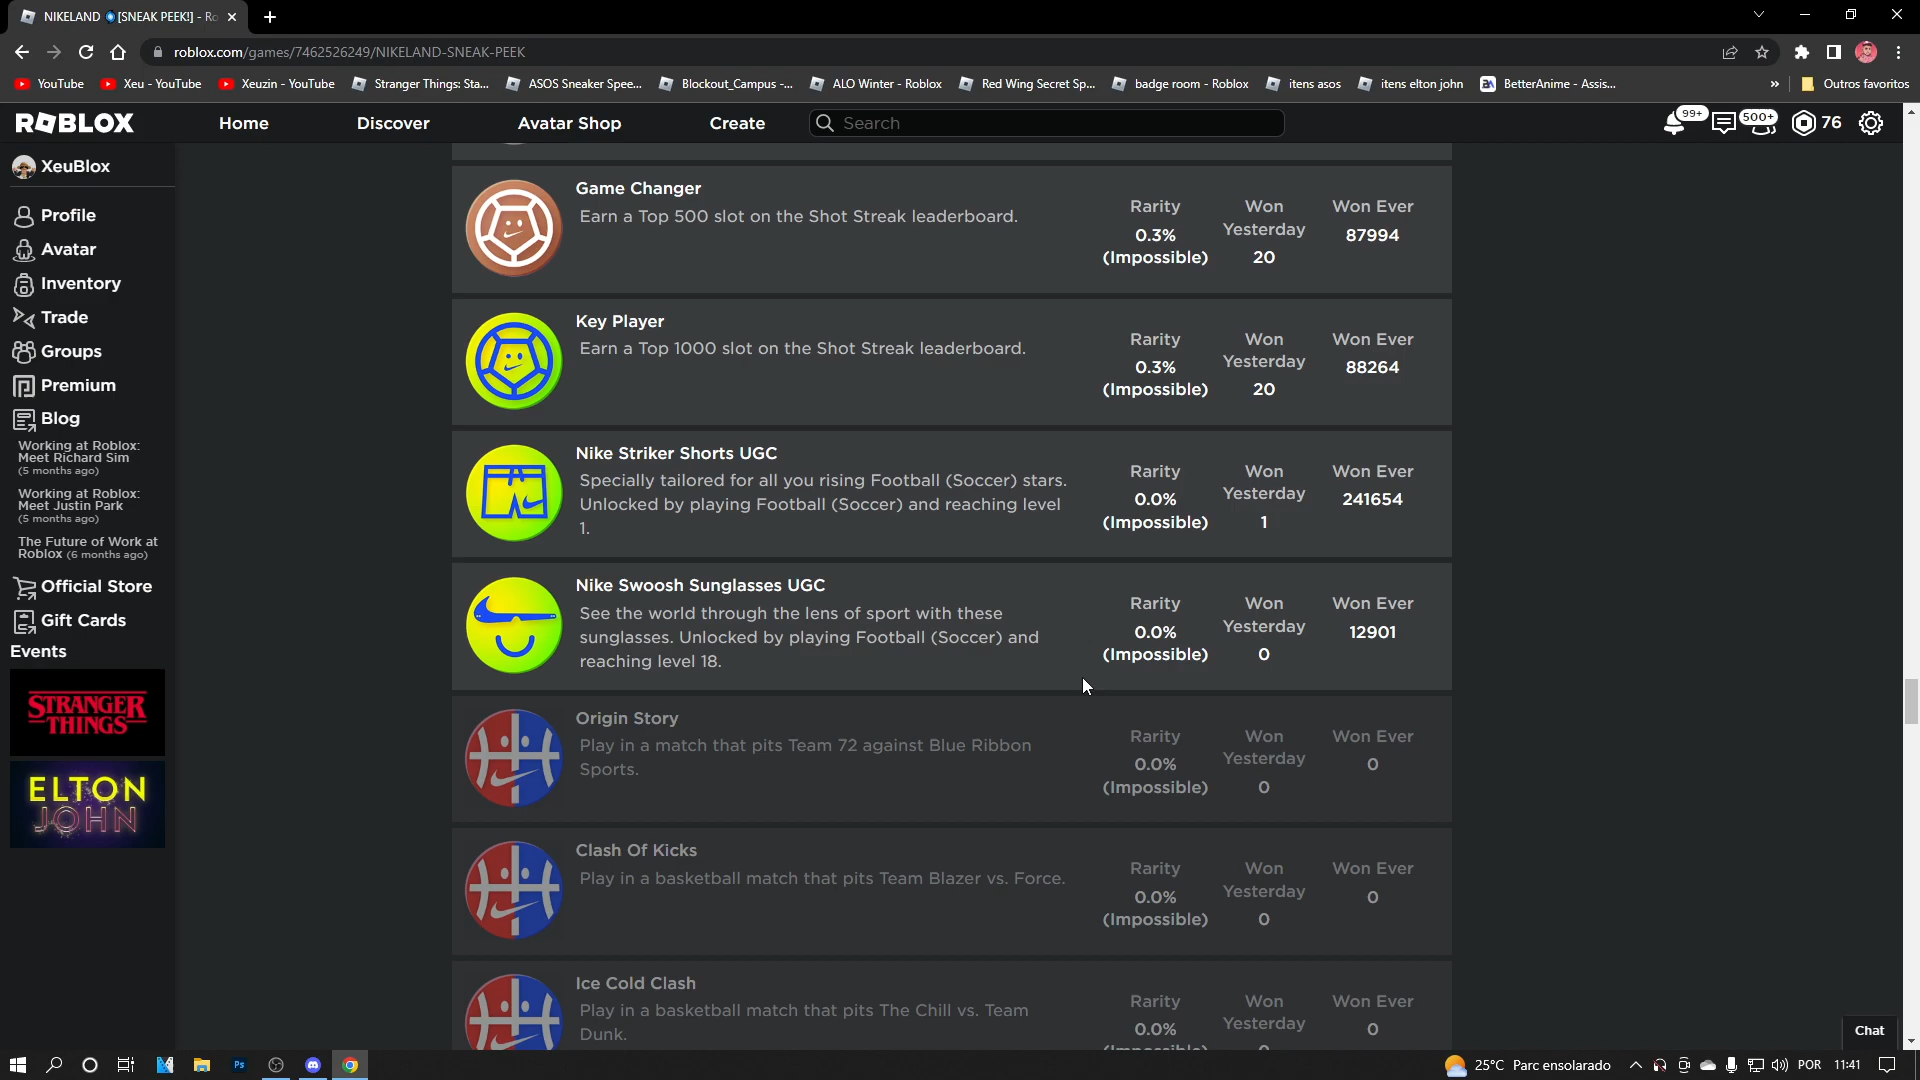 NIKELAND [SNEAK PEEK!] - Ro
roblox.com/games/7462526249/NIKELAND-SNEAK-PEEK
YouTube
Xeu - YouTube
Xeuzin - YouTube
Stranger Things: Sta...
ASOS Sneaker Spee...
Blockout_Campus -...
ALO Winter - Roblox
Red Wing Secret Sp...
badge room - Roblox
itens asos
itens elton john
BetterAnime - Assis...
Outros favoritos
ROBLOX
Home
Discover
Avatar Shop
Create
Search
99+
500+
76
XeuBlox
Profile
Avatar
Inventory
Trade
Groups
Premium
Blog
Working at Roblox:
Meet Richard Sim
(5 months ago)
Working at Roblox:
Meet Justin Park
(5 months ago)
The Future of Work at
Roblox (6 months ago)
Official Store
Gift Cards
Events
STRANGER
THINGS
ELTON
JOHN
Game Changer
Earn a Top 500 slot on the Shot Streak leaderboard.
Rarity
0.3%
(Impossible)
Won
Yesterday
20
Won Ever
87994
Key Player
Earn a Top 1000 slot on the Shot Streak leaderboard.
Rarity
0.3%
(Impossible)
Won
Yesterday
20
Won Ever
88264
Nike Striker Shorts UGC
Specially tailored for all you rising Football (Soccer) stars.
Unlocked by playing Football (Soccer) and reaching level
1.
Rarity
0.0%
(Impossible)
Won
Yesterday
1
Won Ever
241654
Nike Swoosh Sunglasses UGC
See the world through the lens of sport with these
sunglasses. Unlocked by playing Football (Soccer) and
reaching level 18.
Rarity
0.0%
(Impossible)
Won
Yesterday
0
Won Ever
12901
Origin Story
Play in a match that pits Team 72 against Blue Ribbon
Sports.
Rarity
0.0%
(Impossible)
Won
Yesterday
0
Won Ever
0
Clash Of Kicks
Play in a basketball match that pits Team Blazer vs. Force.
Rarity
0.0%
(Impossible)
Won
Yesterday
0
Won Ever
0
Ice Cold Clash
Play in a basketball match that pits The Chill vs. Team
Dunk.
Rarity
0.0%
Won
Yesterday
Won Ever
0
Chat
Ps
25°C Parc ensolarado
POR
11:41